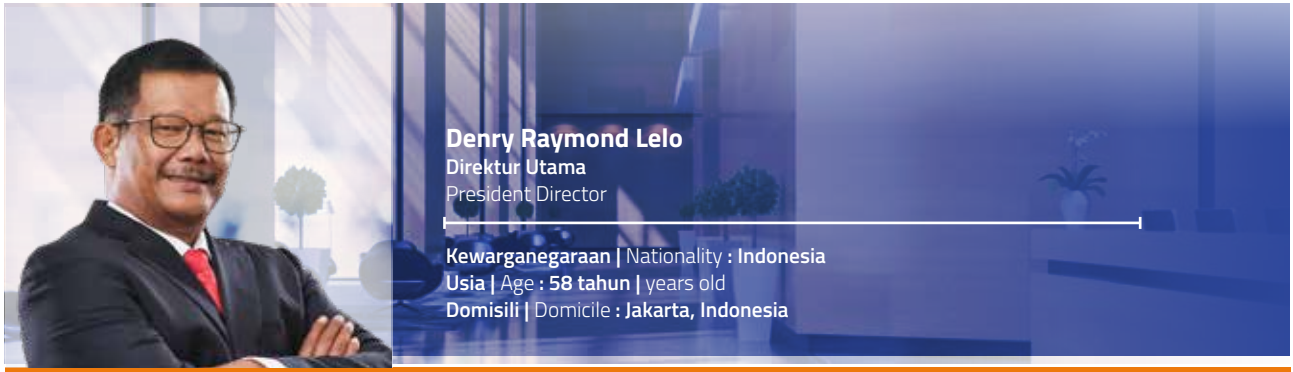 Denry Raymond Lelo
Direktur Utama
President Director
Kewarganegaraan | Nationality : Indonesia
Usia | Age : 58 tahun | years old
Domisili | Domicile : Jakarta, Indonesia